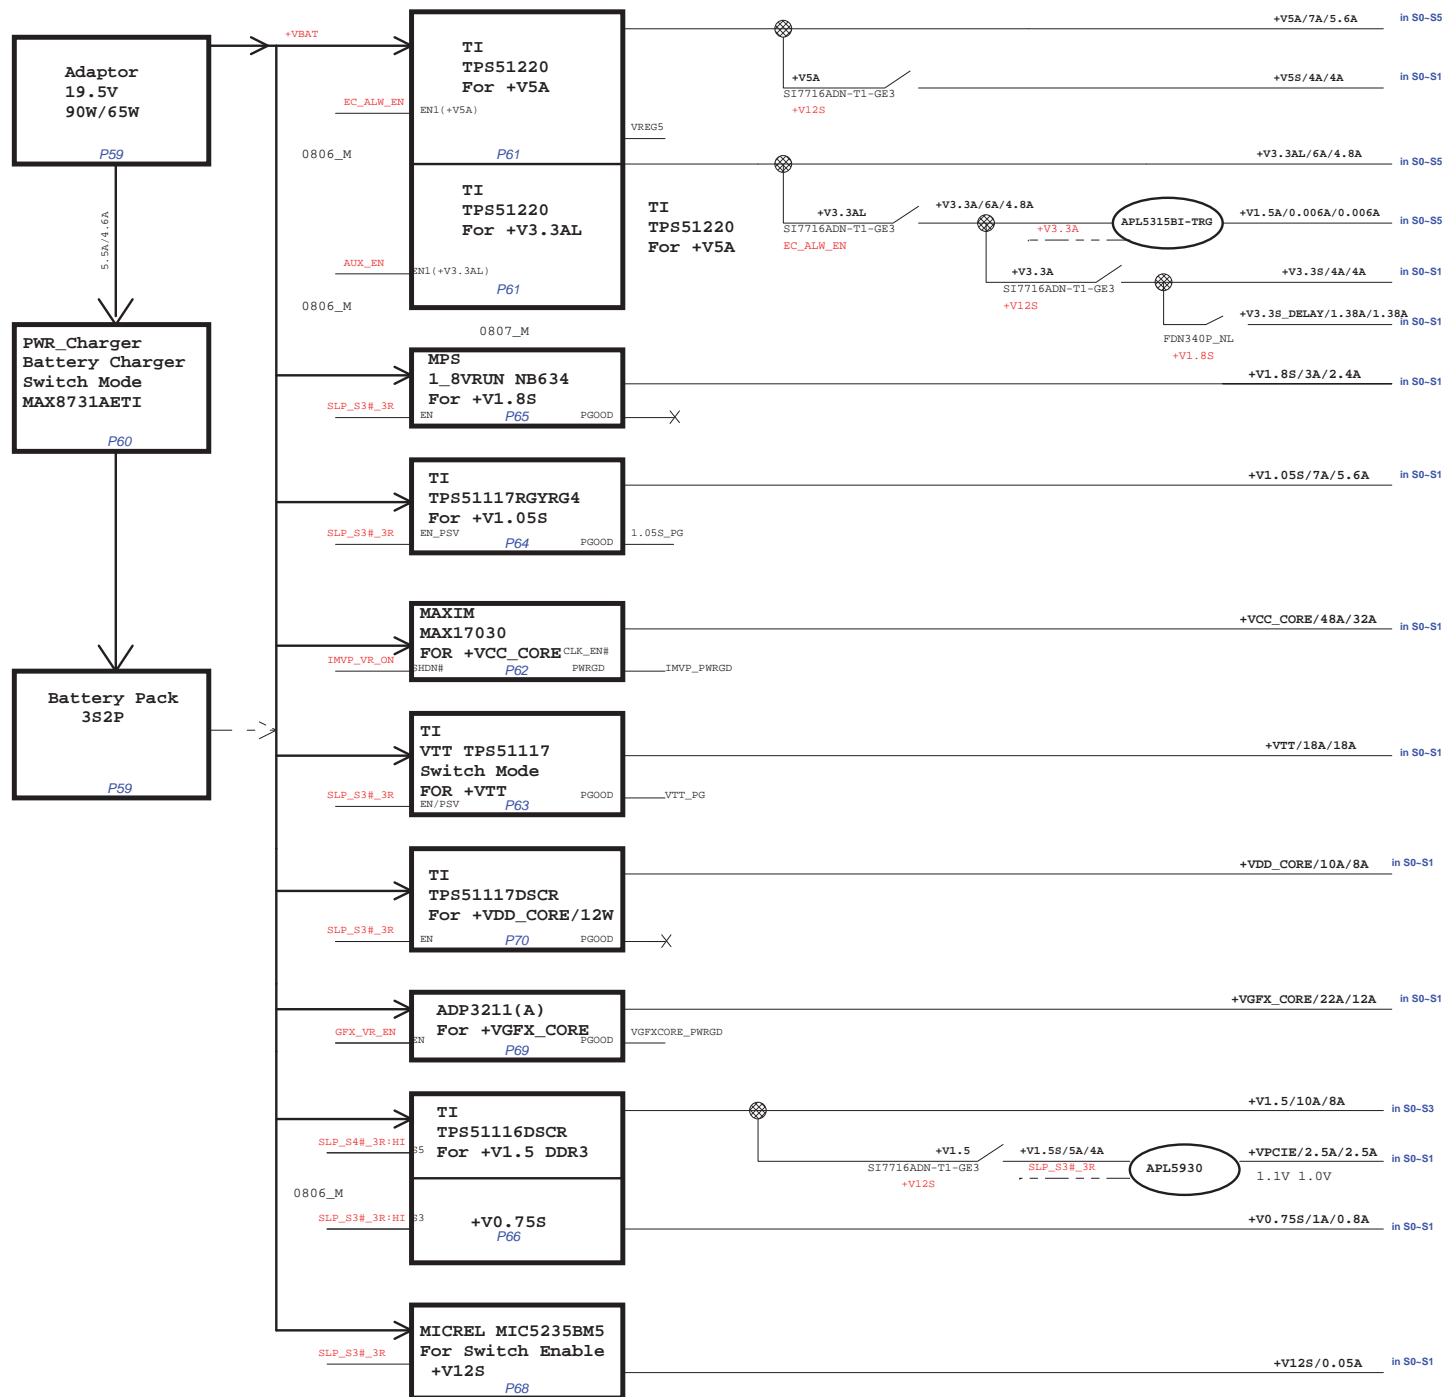 Adaptor
19.5V
90W/65W
P59
5.5A/4.6A
PWR_Charger
Battery Charger
Switch Mode
MAX8731AETI
P60
Battery Pack
3S2P
P59
+VBAT
TI
TPS51220
For +V5A
EC_ALW_EN
EN1(+V5A)
VREG5
P61
0806_M
+V5A/7A/5.6A
in S0~S5
+V5A
SI7716ADN-T1-GE3
+V12S
+V5S/4A/4A
in S0~S1
TI
TPS51220
For +V3.3AL
AUX_EN
EN1(+V3.3AL)
P61
0806_M
0807_M
TI
TPS51220
For +V5A
+V3.3AL/6A/4.8A
in S0~S5
+V3.3AL
SI7716ADN-T1-GE3
EC_ALW_EN
+V3.3A/6A/4.8A
+V3.3A
APL5315BI-TRG
+V1.5A/0.006A/0.006A
in S0~S5
+V3.3A
SI7716ADN-T1-GE3
+V12S
+V3.3S/4A/4A
in S0~S1
FDN340P_NL
+V1.8S
+V3.3S_DELAY/1.38A/1.38A
in S0~S1
MPS
1_8VRUN NB634
For +V1.8S
SLP_S3#_3R
EN
P65
PGOOD
+V1.8S/3A/2.4A
in S0~S1
TI
TPS51117RGYRG4
For +V1.05S
SLP_S3#_3R
EN_PSV
P64
PGOOD
1.05S_PG
+V1.05S/7A/5.6A
in S0~S1
MAXIM
MAX17030
FOR +VCC_CORE
CLK_EN#
IMVP_VR_ON
SHDN#
P62
PWRGD
IMVP_PWRGD
+VCC_CORE/48A/32A
in S0~S1
TI
VTT TPS51117
Switch Mode
FOR +VTT
SLP_S3#_3R
EN/PSV
P63
PGOOD
VTT_PG
+VTT/18A/18A
in S0~S1
TI
TPS51117DSCR
For +VDD_CORE/12W
SLP_S3#_3R
EN
P70
PGOOD
+VDD_CORE/10A/8A
in S0~S1
ADP3211(A)
For +VGFX_CORE
GFX_VR_EN
EN
P69
PGOOD
VGFXCORE_PWRGD
+VGFX_CORE/22A/12A
in S0~S1
TI
TPS51116DSCR
For +V1.5 DDR3
SLP_S4#_3R:HI
S5
0806_M
+V1.5/10A/8A
in S0~S3
+V1.5
SI7716ADN-T1-GE3
+V12S
+V1.5S/5A/4A
SLP_S3#_3R
APL5930
+VPCIE/2.5A/2.5A
in S0~S1
1.1V 1.0V
SLP_S3#_3R:HI
S3
+V0.75S
P66
+V0.75S/1A/0.8A
in S0~S1
MICREL MIC5235BM5
For Switch Enable
+V12S
SLP_S3#_3R
P68
+V12S/0.05A
in S0~S1